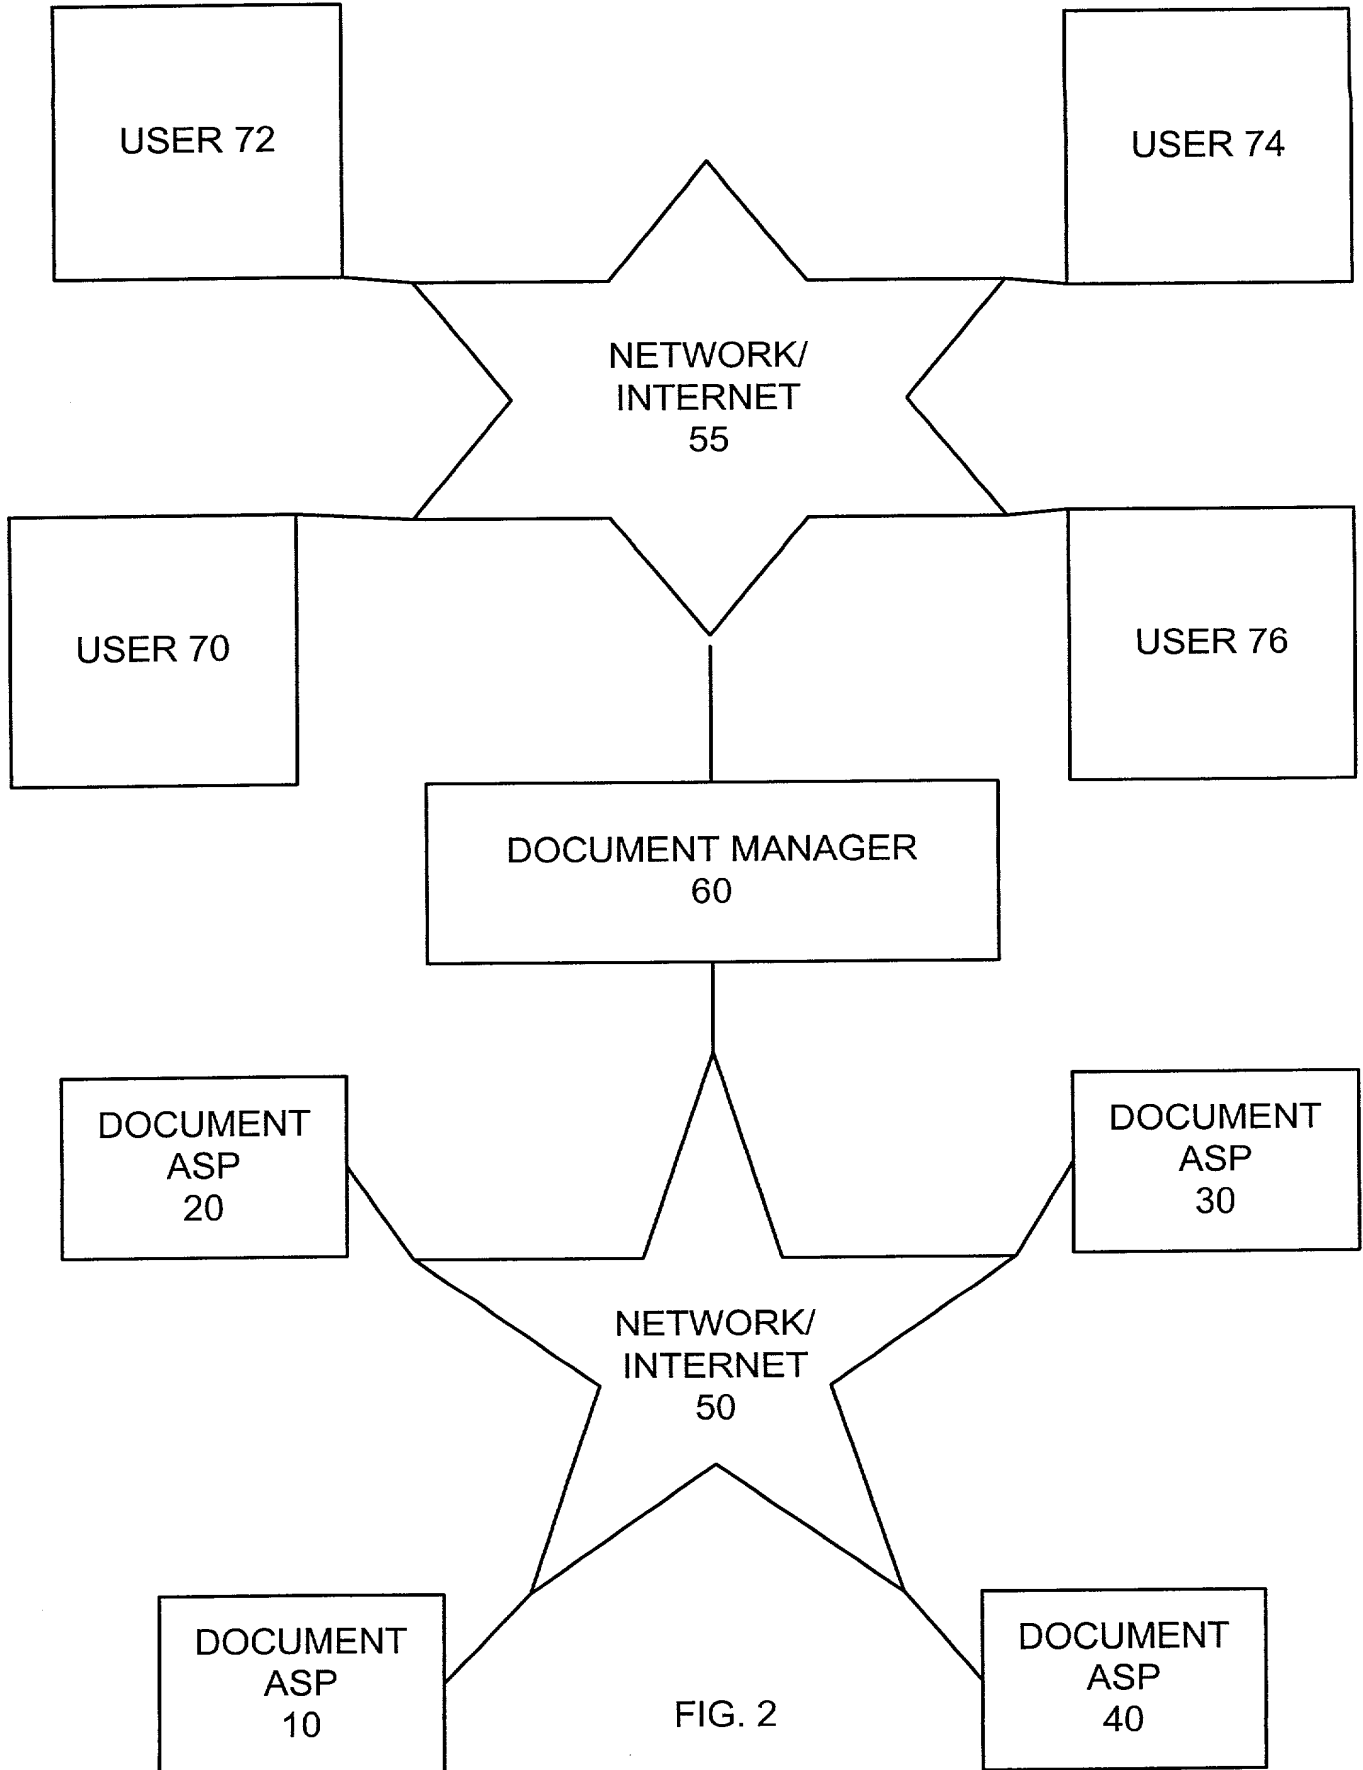 USER 72
USER 74
NETWORK/
INTERNET
55
USER 70
USER 76
DOCUMENT MANAGER
60
DOCUMENT
ASP
20
DOCUMENT
ASP
30
NETWORK/
INTERNET
50
DOCUMENT
ASP
10
DOCUMENT
ASP
40
FIG. 2